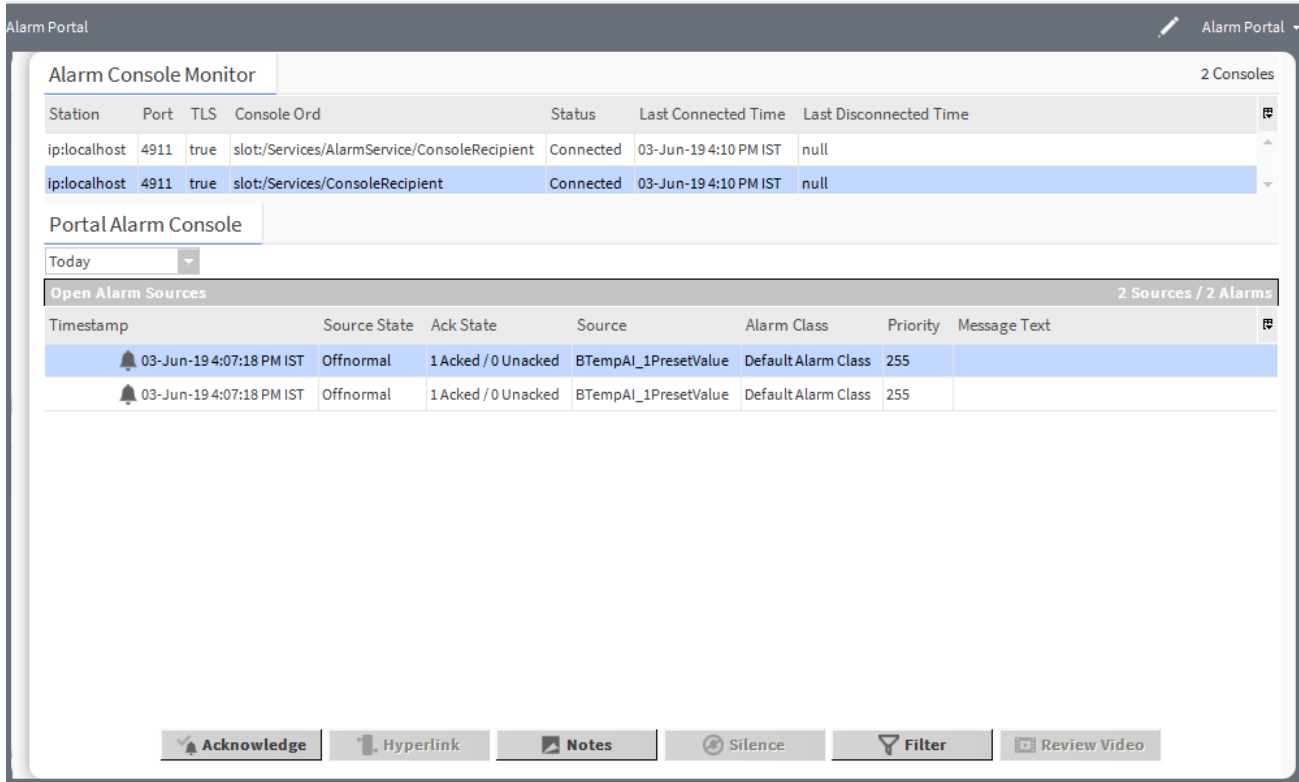 Alarm Portal Alarm Portal
Alarm Console Monitor 2 Consoles
Station Port TLS Console Ord Status Last Connected Time Last Disconnected Time
ip:localhost 4911 true slot:/Services/AlarmService/ConsoleRecipient Connected 03-Jun-19 4:10 PM IST null
ip:localhost 4911 true slot:/Services/ConsoleRecipient Connected 03-Jun-19 4:10 PM IST null
Portal Alarm Console
Today
Open Alarm Sources 2 Sources / 2 Alarms
Timestamp Source State Ack State Source Alarm Class Priority Message Text
03-Jun-19 4:07:18 PM IST Offnormal 1 Acked / 0 Unacked BTempAI_1PresetValue Default Alarm Class 255
03-Jun-19 4:07:18 PM IST Offnormal 1 Acked / 0 Unacked BTempAI_1PresetValue Default Alarm Class 255
Acknowledge Hyperlink Notes Silence Filter Review Video